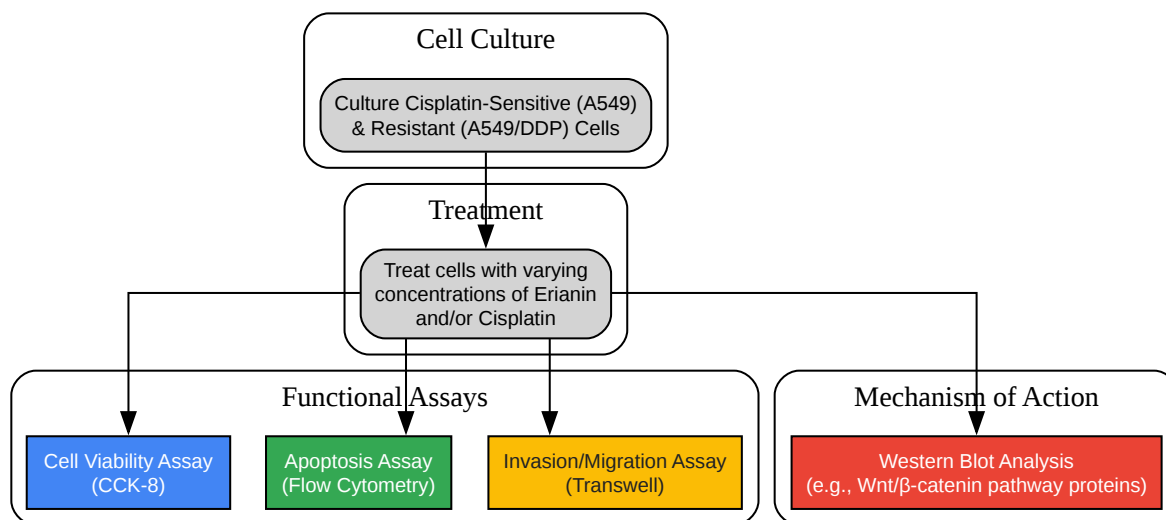 Cell Culture
Culture Cisplatin-Sensitive (A549)
& Resistant (A549/DDP) Cells
Treatment
Treat cells with varying
concentrations of Erianin
and/or Cisplatin
Functional Assays
Cell Viability Assay
(CCK-8)
Apoptosis Assay
(Flow Cytometry)
Invasion/Migration Assay
(Transwell)
Mechanism of Action
Western Blot Analysis
(e.g., Wnt/β-catenin pathway proteins)